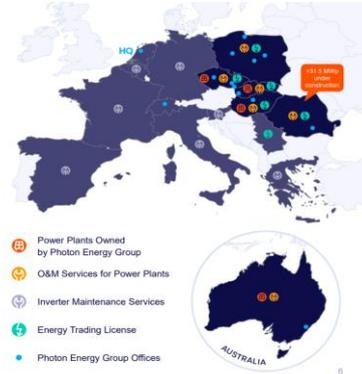 HQ
+31.5 MWp
under
construction
Power Plants Owned
by Photon Energy Group
O&M Services for Power Plants
Inverter Maintenance Services
Energy Trading License
Photon Energy Group Offices
AUSTRALIA
6